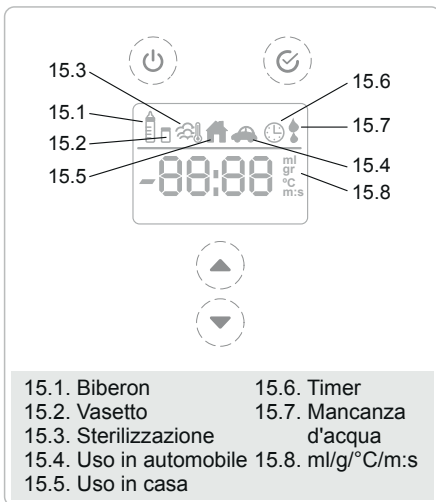 15.3
15.1
15.2
15.5
15.6
15.7
15.4
15.8
-88:88
ml
gr
°C
m:s
15.1. Biberon
15.2. Vasetto
15.3. Sterilizzazione
15.4. Uso in automobile
15.5. Uso in casa
15.6. Timer
15.7. Mancanza
d'acqua
15.8. ml/g/°C/m:s